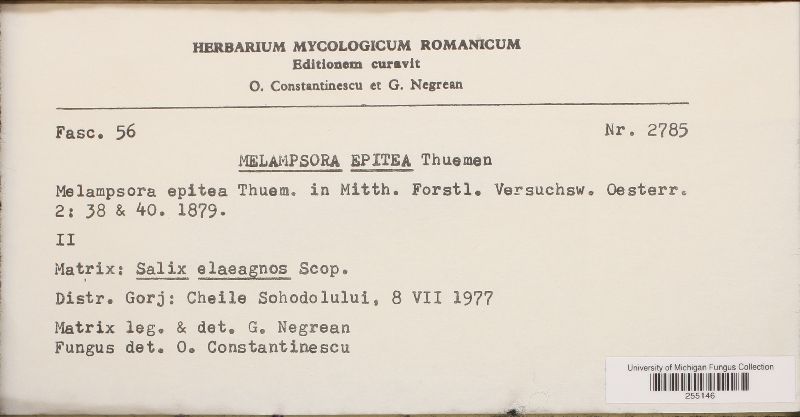 HERBARIUM MYCOLOGICUM ROMANICUM
Editionem curavit
O. Constantinescu et G. Negrean
Fasc. 56 Nr. 2785
MELAMPSORA EPITEA Thuemen
Melampsora epitea Thuem. in Mitth. Forstl. Versuchsw. Oesterr.
2: 38 & 40. 1879.
II
Matrix: Salix elaeagnos Scop.
Distr. Gorj: Cheile Sohodolului, 8 VII 1977
Matrix leg. & det. G. Negrean
Fungus det. O. Constantinescu
University of Michigan Fungus Collection
255146